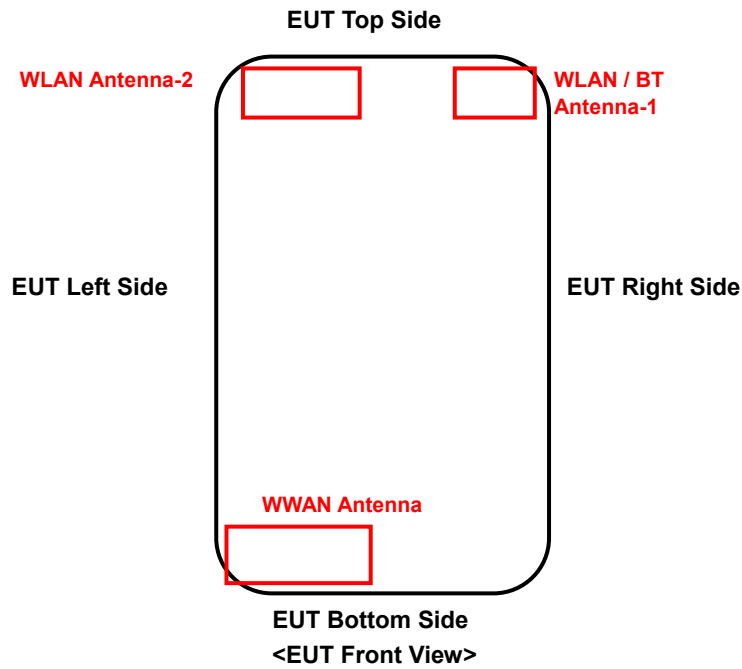 EUT Top Side
WLAN Antenna-2
WLAN / BT
Antenna-1
EUT Left Side
EUT Right Side
WWAN Antenna
EUT Bottom Side
<EUT Front View>